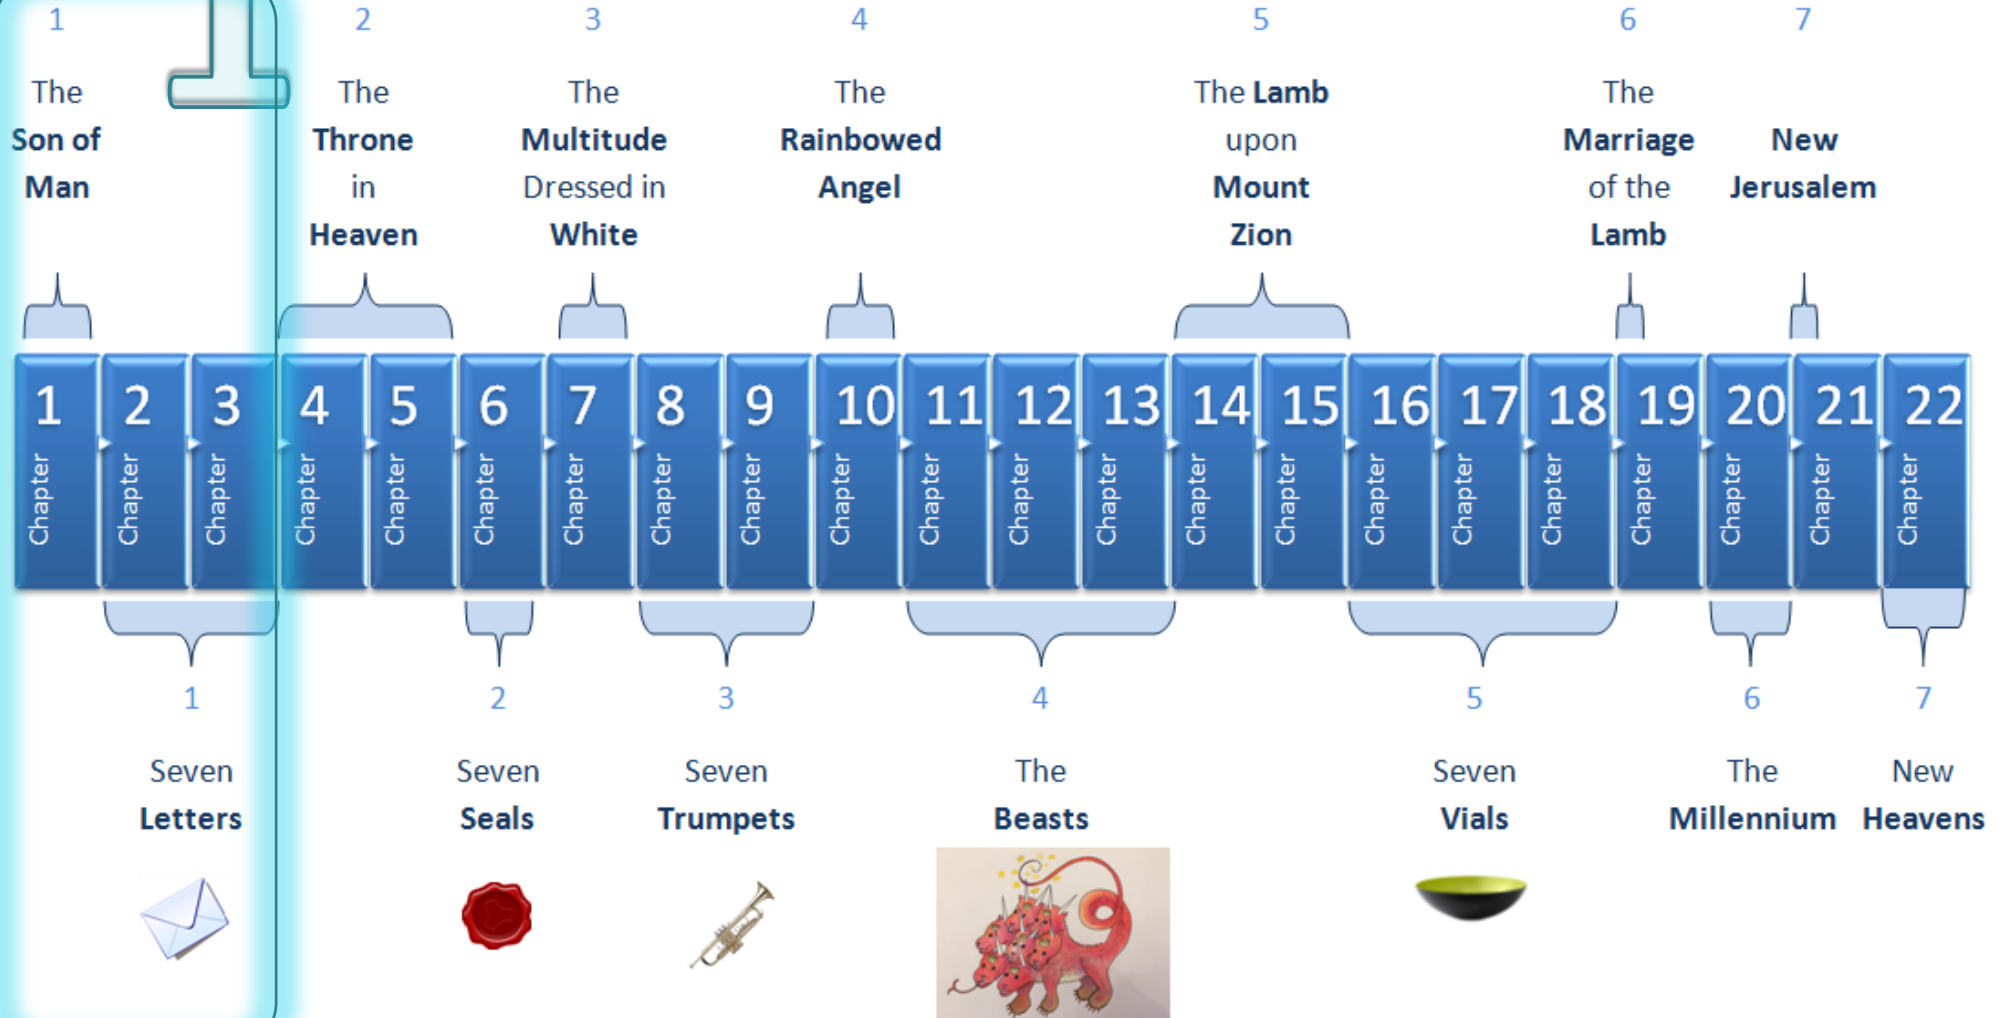 1 2 3 4 5 6 7
The
Son of
Man
The
Throne
in
Heaven
The
Multitude
Dressed in
White
The
Rainbowed
Angel
The Lamb
upon
Mount
Zion
The
Marriage
of the
Lamb
New
Jerusalem
1 2 3 4 5 6 7 8 9 10 11 12 13 14 15 16 17 18 19 20 21 22
Chapter Chapter Chapter Chapter Chapter Chapter Chapter Chapter Chapter Chapter Chapter Chapter Chapter Chapter Chapter Chapter Chapter Chapter Chapter Chapter Chapter Chapter
1 2 3 4 5 6 7
Seven
Letters
Seven
Seals
Seven
Trumpets
The
Beasts
Seven
Vials
The
Millennium
New
Heavens